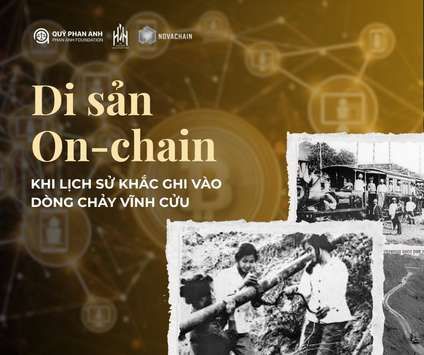 QUỸ PHAN ANH
PHAN ANH FOUNDATION
NOVACHAIN
Di sản
On-chain
KHI LỊCH SỬ KHẮC GHI VÀO
DÒNG CHẢY VĨNH CỬU